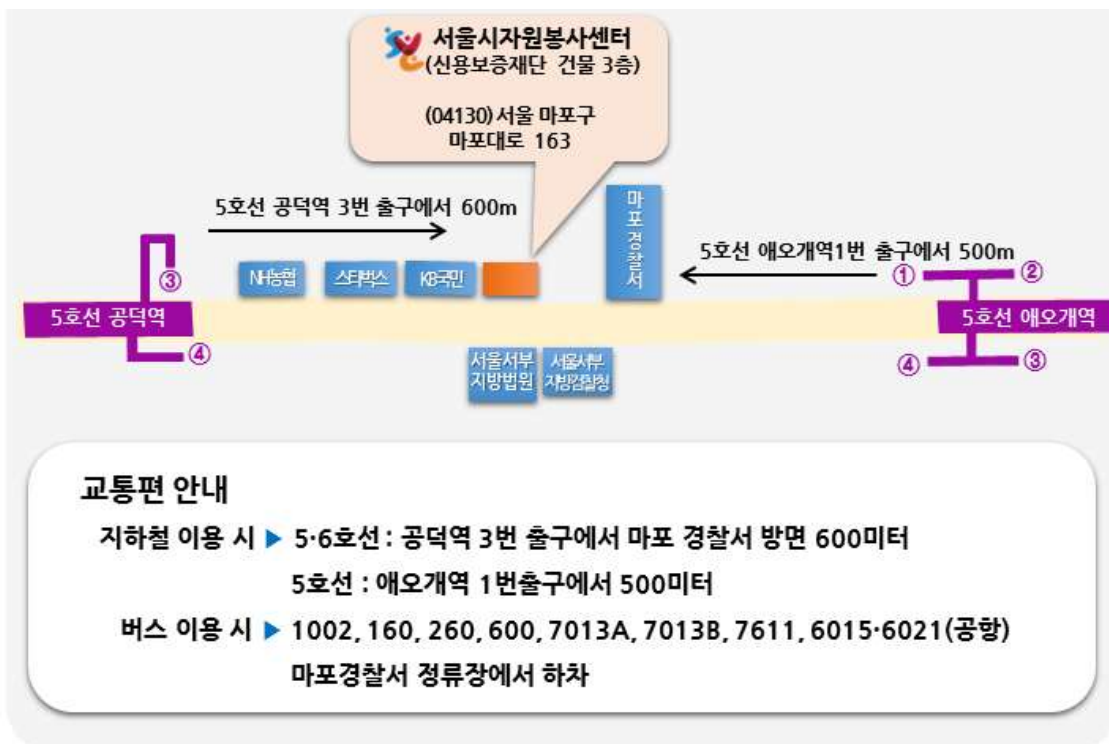 서울시자원봉사센터
(신용보증재단 건물 3층)
(04130)서울 마포구
마포대로 163
5호선 공덕역 3번 출구에서 600m
마포경찰서
5호선 애오개역1번 출구에서 500m
③
NH농협
스타벅스
KB국민
①
②
5호선 공덕역
5호선 애오개역
④
서울서부
지방법원
서울서부
지방검찰청
④
③
교통편 안내
지하철 이용 시 ▶ 5·6호선 : 공덕역 3번 출구에서 마포 경찰서 방면 600미터
5호선 : 애오개역 1번출구에서 500미터
버스 이용 시 ▶ 1002, 160, 260, 600, 7013A, 7013B, 7611, 6015·6021(공항)
마포경찰서 정류장에서 하차